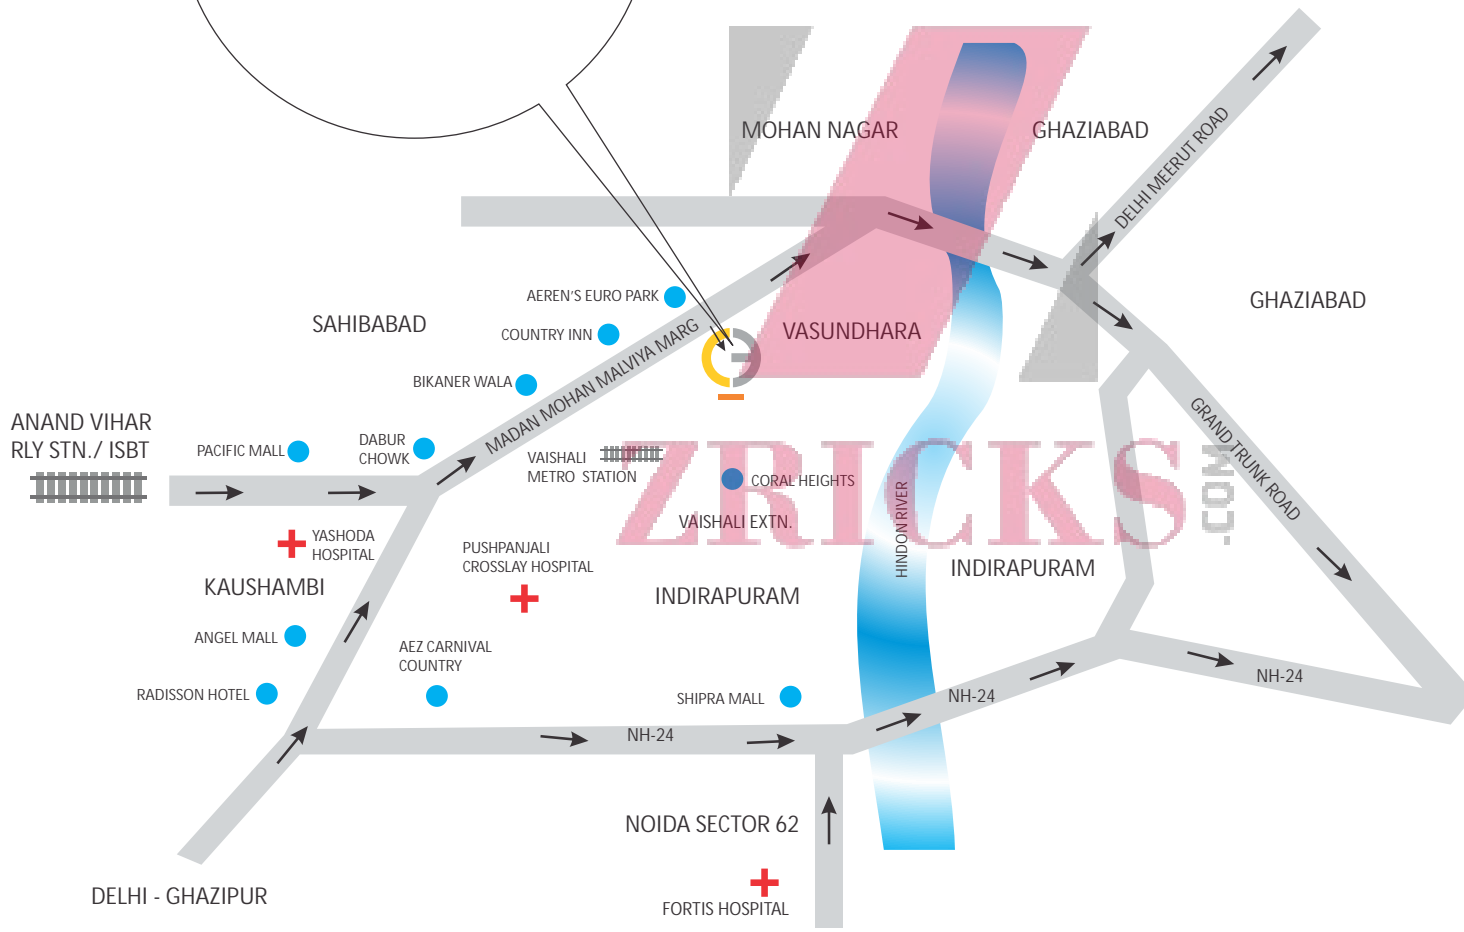 MOHAN NAGAR
GHAZIABAD
DELHI MEERUT ROAD
AEREN'S EURO PARK
GHAZIABAD
SAHIBABAD
COUNTRY INN
VASUNDHARA
BIKANER WALA
MADAN MOHAN MALVIYA MARG
ANAND VIHAR
RLY STN./ ISBT
PACIFIC MALL
DABUR
CHOWK
VAISHALI
METRO STATION
GRAND TRUNK ROAD
ZRICKS
.COM
CORAL HEIGHTS
VAISHALI EXTN.
HINDON RIVER
YASHODA
HOSPITAL
PUSHPANJALI
CROSSLAY HOSPITAL
INDIRAPURAM
KAUSHAMBI
INDIRAPURAM
ANGEL MALL
AEZ CARNIVAL
COUNTRY
RADISSON HOTEL
SHIPRA MALL
NH-24
NH-24
NH-24
NOIDA SECTOR 62
DELHI - GHAZIPUR
FORTIS HOSPITAL